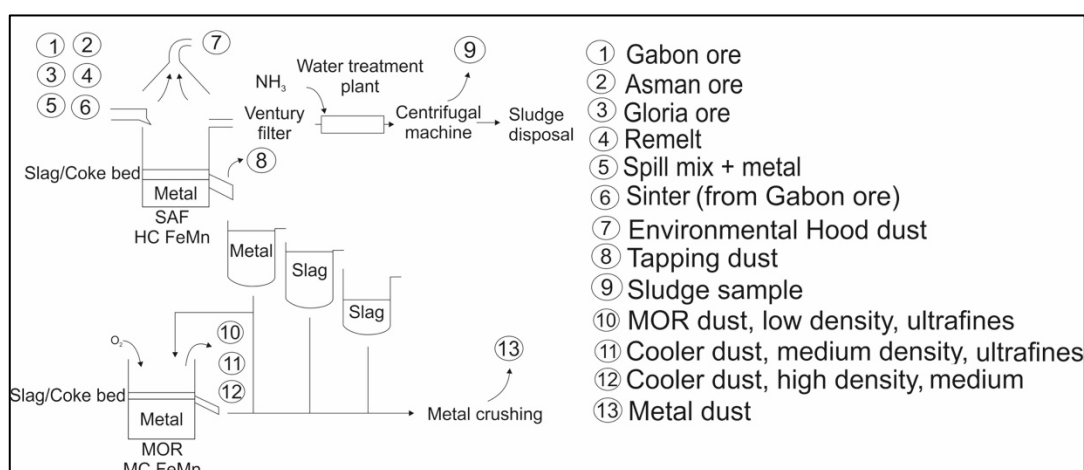 ① ② ⑦
③ ④
⑤ ⑥
Slag/Coke bed
Metal
SAF
HC FeMn
⑧
Ventury
filter
NH₃
Water treatment
plant
Centrifugal
machine
⑨
Sludge
disposal
Metal
Slag
Slag
O₂
⑩
⑪
⑫
Slag/Coke bed
Metal
MOR
MC FeMn
Metal crushing
⑬
① Gabon ore
② Asman ore
③ Gloria ore
④ Remelt
⑤ Spill mix + metal
⑥ Sinter (from Gabon ore)
⑦ Environmental Hood dust
⑧ Tapping dust
⑨ Sludge sample
⑩ MOR dust, low density, ultrafines
⑪ Cooler dust, medium density, ultrafines
⑫ Cooler dust, high density, medium
⑬ Metal dust